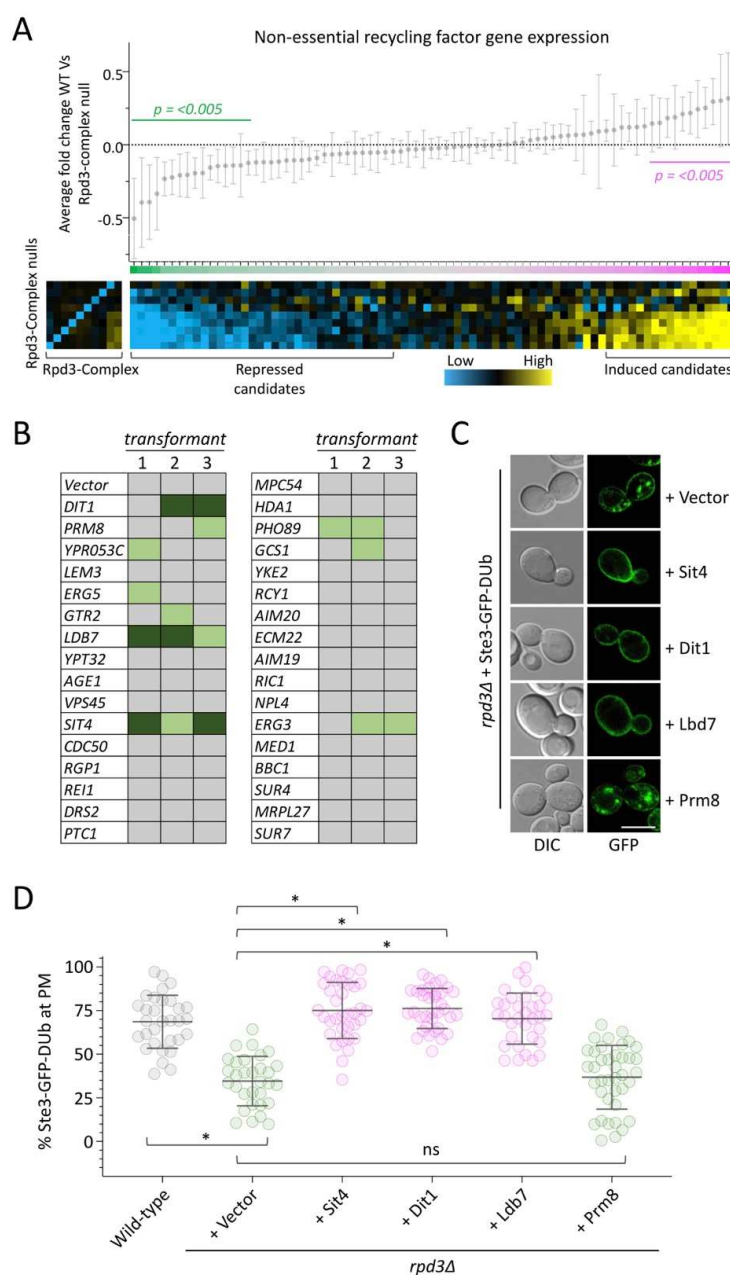 A
Non-essential recycling factor gene expression
Average fold change WT Vs
Rpd3-complex null
0.5
0.0
-0.5
p = <0.005
p = <0.005
Rpd3-Complex nulls
Rpd3-Complex
Repressed
candidates
Low
High
Induced candidates
B
transformant
1 2 3
Vector
DIT1
PRM8
YPR053C
LEM3
ERG5
GTR2
LDB7
YPT32
AGE1
VPS45
SIT4
CDC50
RGP1
REI1
DRS2
PTC1
transformant
1 2 3
MPC54
HDA1
PHO89
GCS1
YKE2
RCY1
AIM20
ECM22
AIM19
RIC1
NPL4
ERG3
MED1
BBC1
SUR4
MRPL27
SUR7
C
rpd3Δ + Ste3-GFP-DUb
+ Vector
+ Sit4
+ Dit1
+ Lbd7
+ Prm8
DIC
GFP
D
% Ste3-GFP-DUb at PM
100
75
50
25
0
*
*
*
*
ns
Wild-type
+ Vector
+ Sit4
+ Dit1
+ Ldb7
+ Prm8
rpd3Δ